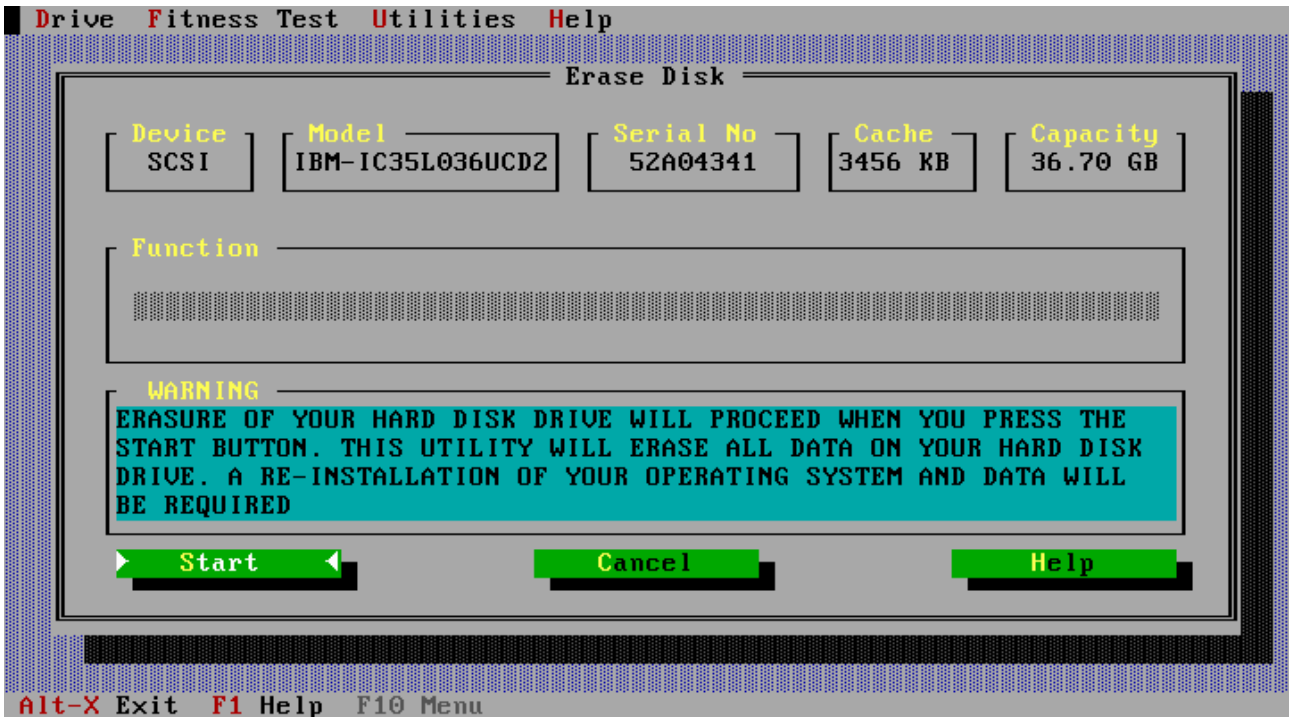 Drive Fitness Test Utilities Help
Erase Disk
Device Model Serial No Cache Capacity
SCSI IBM-IC35L036UCD2 52A04341 3456 KB 36.70 GB
Function
WARNING
ERASURE OF YOUR HARD DISK DRIVE WILL PROCEED WHEN YOU PRESS THE
START BUTTON. THIS UTILITY WILL ERASE ALL DATA ON YOUR HARD DISK
DRIVE. A RE-INSTALLATION OF YOUR OPERATING SYSTEM AND DATA WILL
BE REQUIRED
Start Cancel Help
Alt-X Exit F1 Help F10 Menu